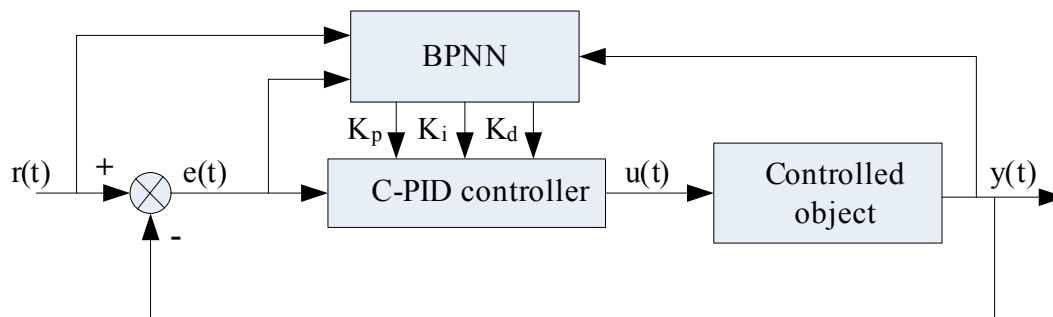 BPNN
Kp Ki Kd
r(t) + e(t) C-PID controller u(t) Controlled object y(t)
-